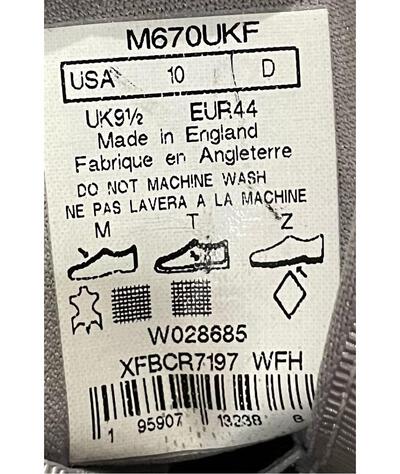 M670UKF
USA 10 D
UK9½ EUR44
Made in England
Fabrique en Angleterre
DO NOT MACHINE WASH
NE PAS LAVERA A LA MACHINE
M T Z
W028685
XFBCR7197 WFH
1 95907 13238 8